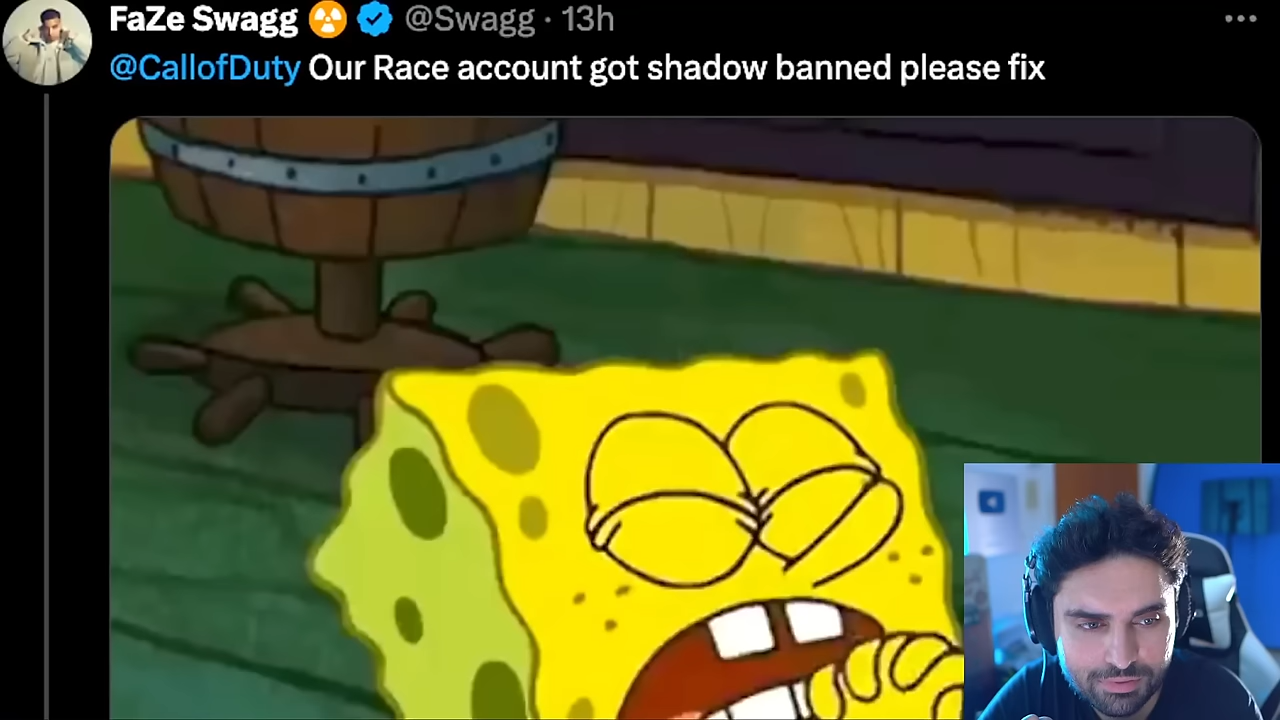 FaZe Swagg @Swagg · 13h
@CallofDuty Our Race account got shadow banned please fix